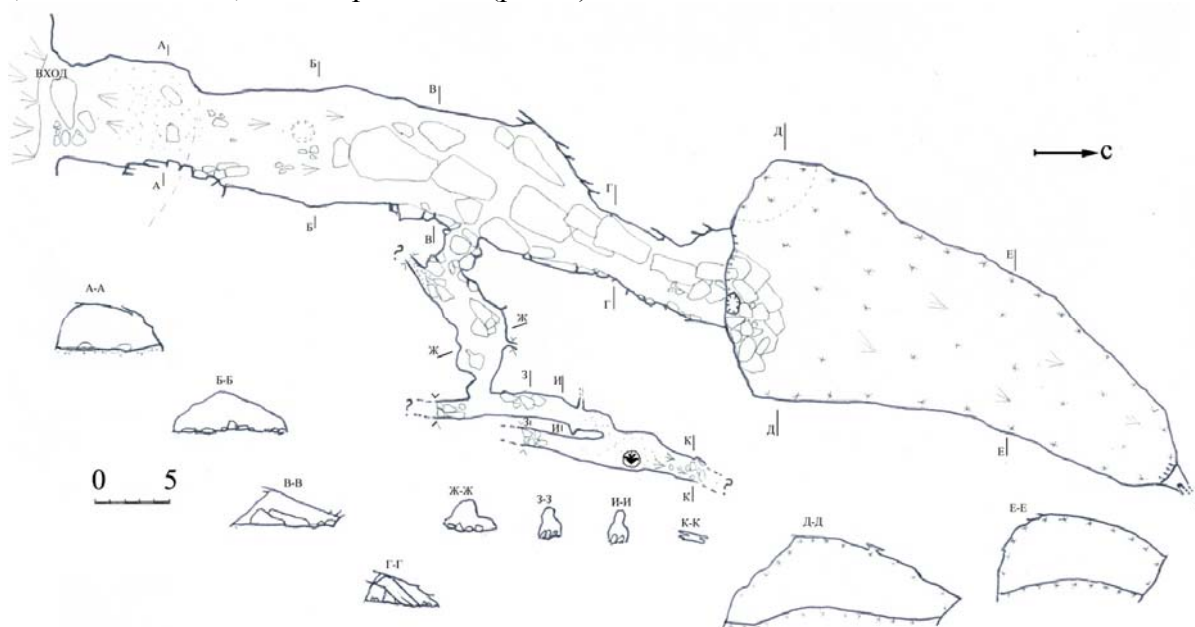 А
Б
ВХОД
В
Д
с
Г
А
Б
В
?
Е
Г
Ж
А-А
Ж
З
И
Б-Б
?
З
И
Д
К
Е
0 5
?
К
В-В
Ж-Ж
З-З
И-И
К-К
Д-Д
Е-Е
Г-Г